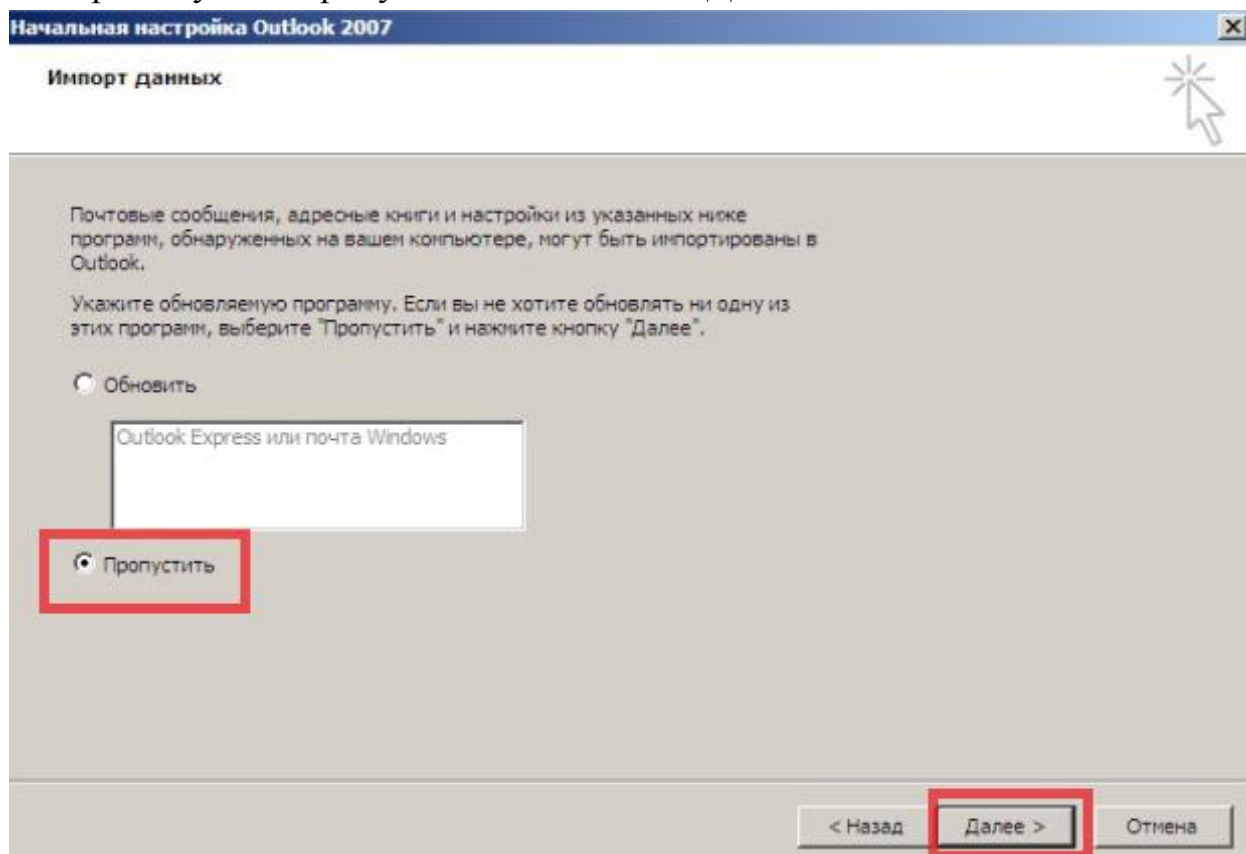 Начальная настройка Outlook 2007
Импорт данных
Почтовые сообщения, адресные книги и настройки из указанных ниже
программ, обнаруженных на вашем компьютере, могут быть импортированы в
Outlook.
Укажите обновляемую программу. Если вы не хотите обновлять ни одну из
этих программ, выберите "Пропустить" и нажмите кнопку "Далее".
Обновить
Outlook Express или почта Windows
Пропустить
< Назад
Далее >
Отмена